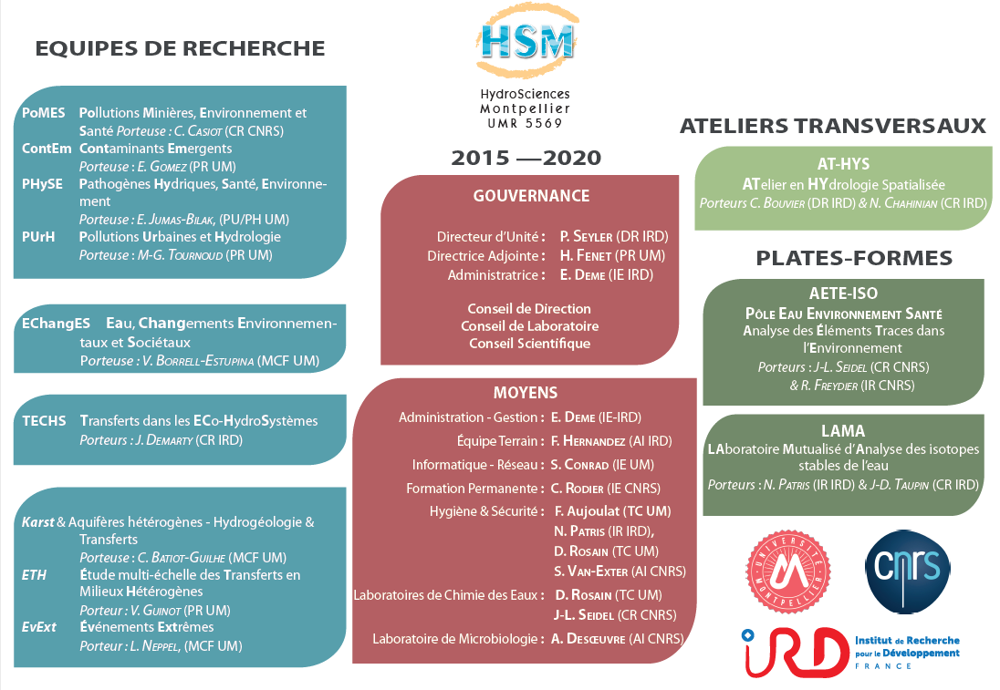 HSM
HydroSciences
Montpellier
UMR 5569
2015 —2020
EQUIPES DE RECHERCHE
PoMES Pollutions Minières, Environnement et
Santé Porteuse : C. CASIOT (CR CNRS)
ContEm Contaminants Emergents
Porteuse : E. GOMEZ (PR UM)
PHySE Pathogènes Hydriques, Santé, Environne-
ment
Porteuse : E. JUMAS-BILAK, (PU/PH UM)
PUrH Pollutions Urbaines et Hydrologie
Porteuse : M-G. TOURNOUD (PR UM)
EChangES Eau, Changements Environnemen-
taux et Sociétaux
Porteuse : V. BORRELL-ESTUPINA (MCF UM)
TECHS Transferts dans les ECo-HydroSystèmes
Porteurs : J. DEMARTY (CR IRD)
Karst & Aquifères hétérogènes - Hydrogéologie &
Transferts
Porteuse : C. BATIOT-GUILHE (MCF UM)
ETH Étude multi-échelle des Transferts en
Milieux Hétérogènes
Porteur : V. GUINOT (PR UM)
EvExt Événements Extrêmes
Porteur : L. NEPPEL, (MCF UM)
GOUVERNANCE
Directeur d'Unité : P. SEYLER (DR IRD)
Directrice Adjointe : H. FENET (PR UM)
Administratrice : E. DEME (IE IRD)
Conseil de Direction
Conseil de Laboratoire
Conseil Scientifique
MOYENS
Administration - Gestion : E. DEME (IE-IRD)
Équipe Terrain : F. HERNANDEZ (AI IRD)
Informatique - Réseau : S. CONRAD (IE UM)
Formation Permanente : C. RODIER (IE CNRS)
Hygiène & Sécurité : F. Aujoulat (TC UM)
N. PATRIS (IR IRD),
D. ROSAIN (TC UM)
S. VAN-EXTER (AI CNRS)
Laboratoires de Chimie des Eaux : D. ROSAIN (TC UM)
J-L. SEIDEL (CR CNRS)
Laboratoire de Microbiologie : A. DESCŒUVRE (AI CNRS)
ATELIERS TRANSVERSAUX
AT-HYS
ATelier en HYdrologie Spatialisée
Porteurs C. BOUVIER (DR IRD) & N. CHAHINIAN (CR IRD)
PLATES-FORMES
AETE-ISO
PÔLE EAU ENVIRONNEMENT SANTÉ
Analyse des Éléments Traces dans
l'Environnement
Porteurs : J-L. SEIDEL (CR CNRS)
& R. FREYDIER (IR CNRS)
LAMA
LAboratoire Mutualisé d'Analyse des isotopes
stables de l'eau
Porteurs : N. PATRIS (IR IRD) & J-D. TAUPIN (CR IRD)
UNIVERSITÉ
MONTPELLIER
cnrs
IRD
Institut de Recherche
pour le Développement
FRANCE